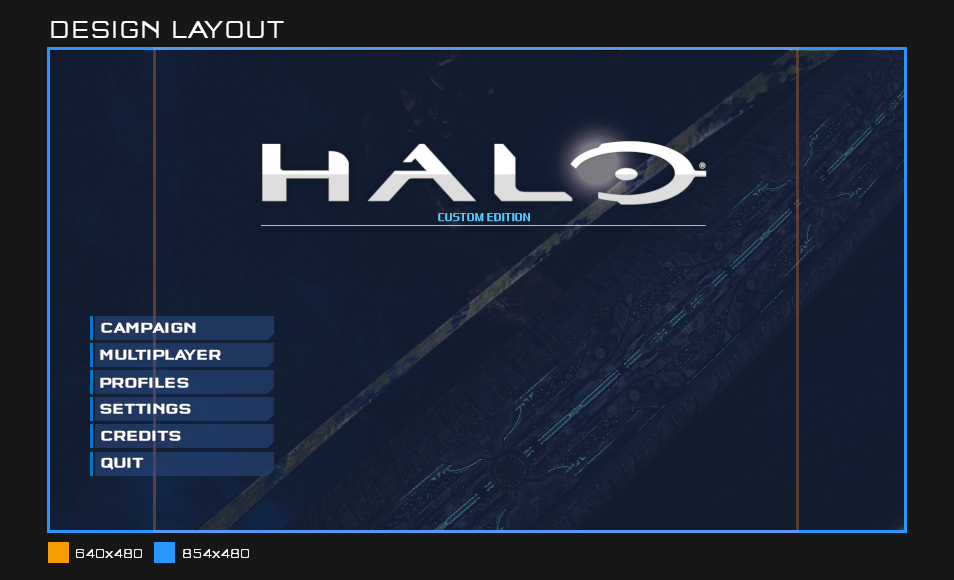 DESIGN LAYOUT
HALO®
CUSTOM EDITION
CAMPAIGN
MULTIPLAYER
PROFILES
SETTINGS
CREDITS
QUIT
640x480 854x480